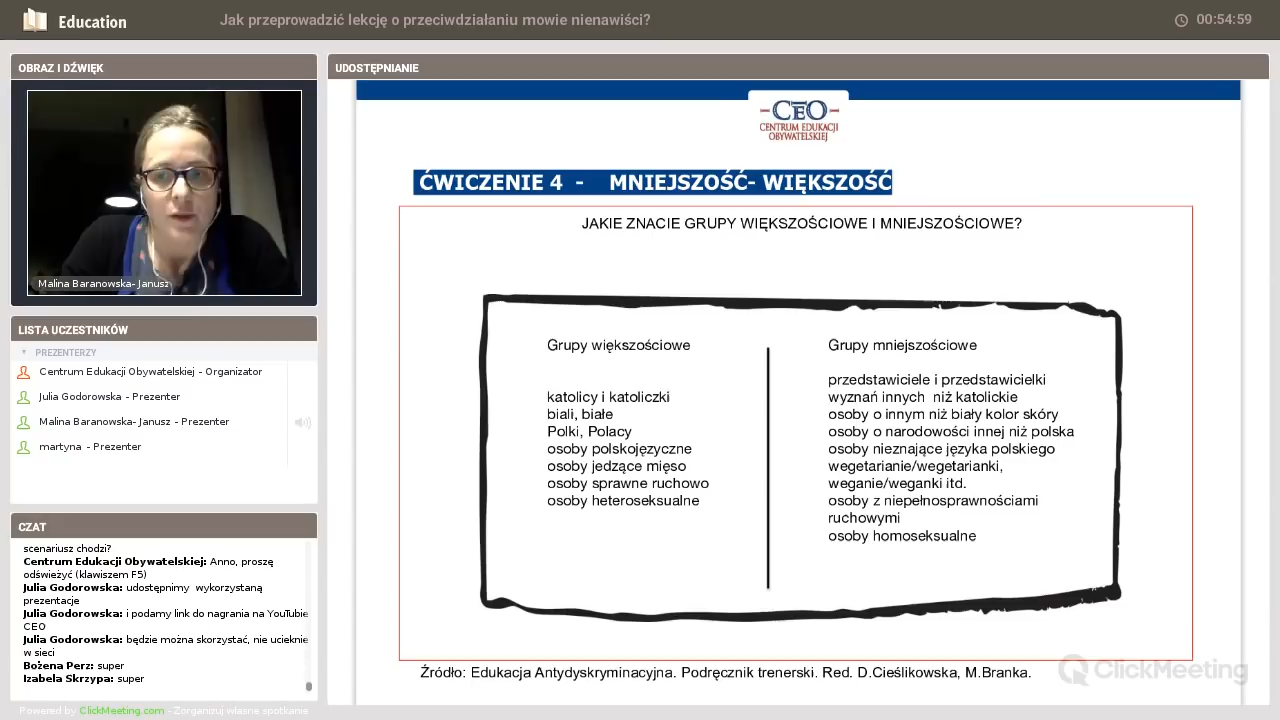 Education
Jak przeprowadzić lekcję o przeciwdziałaniu mowie nienawiści?
00:54:59
OBRAZ I DŹWIĘK
Malina Baranowska- Janusz
LISTA UCZESTNIKÓW
PREZENTERZY
Centrum Edukacji Obywatelskiej - Organizator
Julia Godorowska - Prezenter
Malina Baranowska- Janusz - Prezenter
martyna - Prezenter
CZAT
scenariusz chodzi?
Centrum Edukacji Obywatelskiej: Anno, proszę
odświeżyć (klawiszem F5)
Julia Godorowska: udostępnimy wykorzystaną
prezentacje
Julia Godorowska: i podamy link do nagrania na YouTubie
CEO
Julia Godorowska: będzie można skorzystać, nie ucieknie
w sieci
Bożena Perz: super
Izabela Skrzypa: super
Powered by ClickMeeting.com - Zorganizuj własne spotkanie
UDOSTĘPNIANIE
CEO
CENTRUM EDUKACJI
OBYWATELSKIEJ
ĆWICZENIE 4 - MNIEJSZOŚĆ- WIĘKSZOŚĆ
JAKIE ZNACIE GRUPY WIĘKSZOŚCIOWE I MNIEJSZOŚCIOWE?
Grupy większościowe
katolicy i katoliczki
biali, białe
Polki, Polacy
osoby polskojęzyczne
osoby jedzące mięso
osoby sprawne ruchowo
osoby heteroseksualne
Grupy mniejszościowe
przedstawiciele i przedstawicielki
wyznań innych niż katolickie
osoby o innym niż biały kolor skóry
osoby o narodowości innej niż polska
osoby nieznające języka polskiego
wegetarianie/wegetarianki,
weganie/weganki itd.
osoby z niepełnosprawnościami
ruchowymi
osoby homoseksualne
Źródło: Edukacja Antydyskryminacyjna. Podręcznik trenerski. Red. D.Cieślikowska, M.Branka.
ClickMeeting